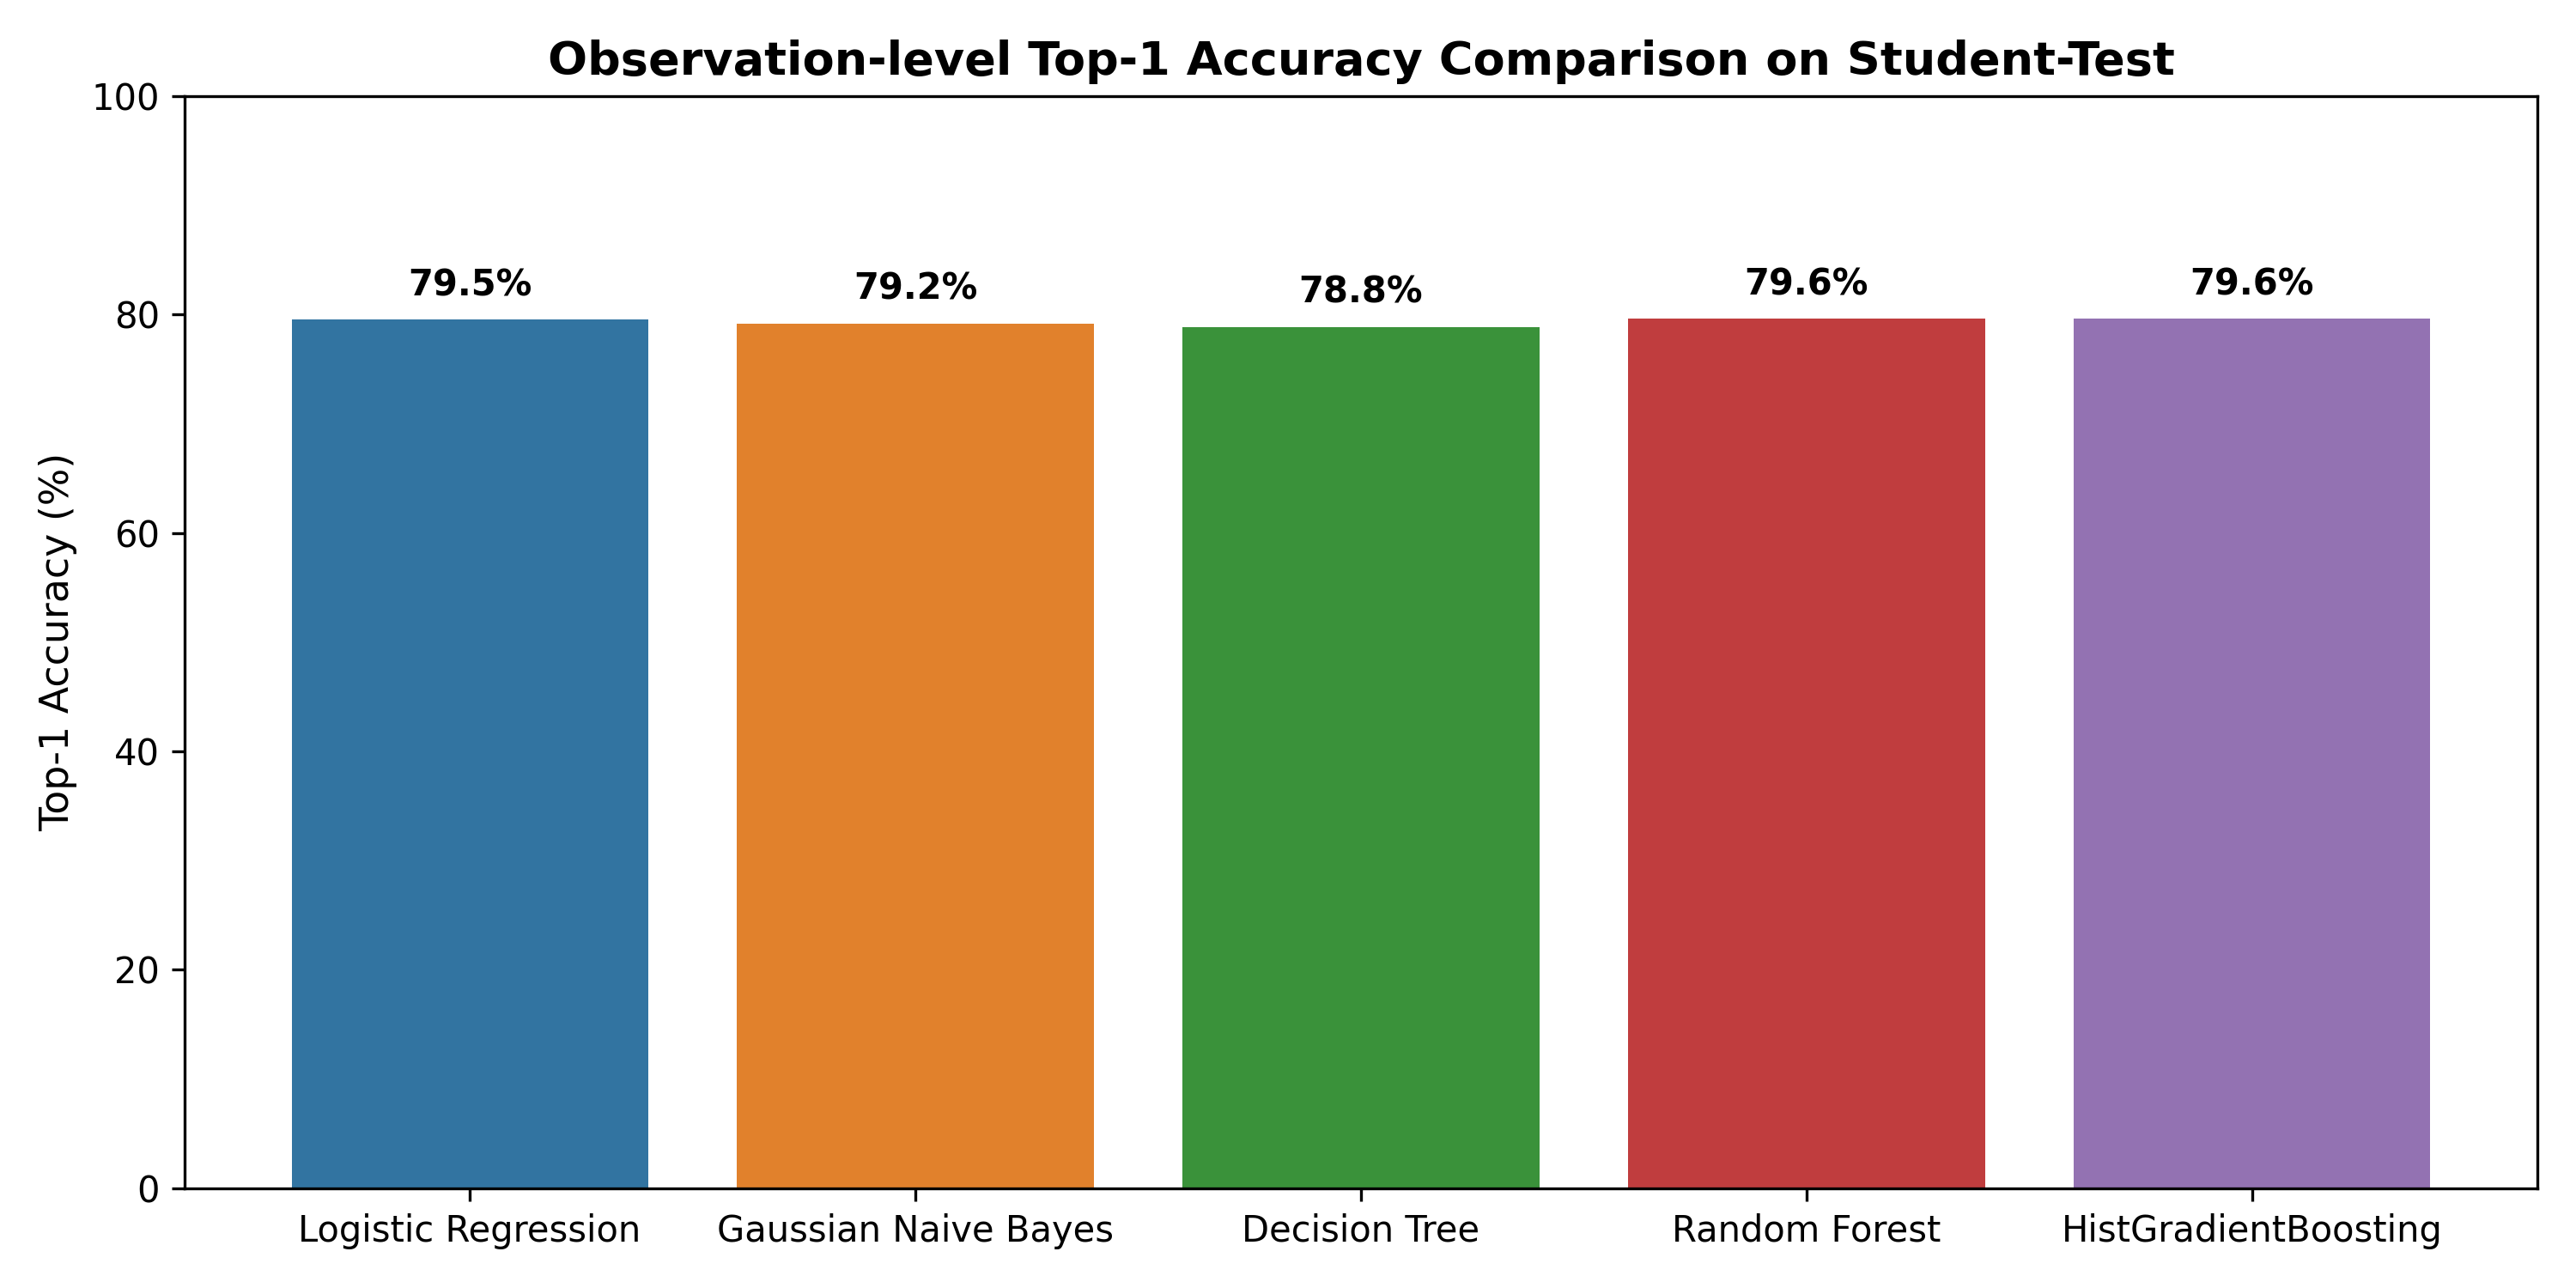 Observation-level Top-1 Accuracy Comparison on Student-Test
Top-1 Accuracy (%)
100
80
60
40
20
0
79.5%
79.2%
78.8%
79.6%
79.6%
Logistic Regression
Gaussian Naive Bayes
Decision Tree
Random Forest
HistGradientBoosting